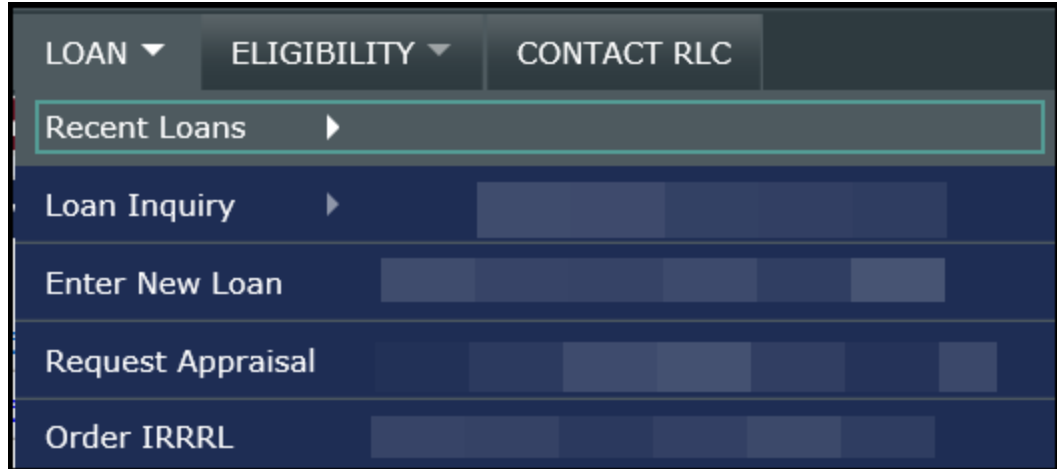 LOAN ELIGIBILITY CONTACT RLC
Recent Loans
Loan Inquiry
Enter New Loan
Request Appraisal
Order IRRRL